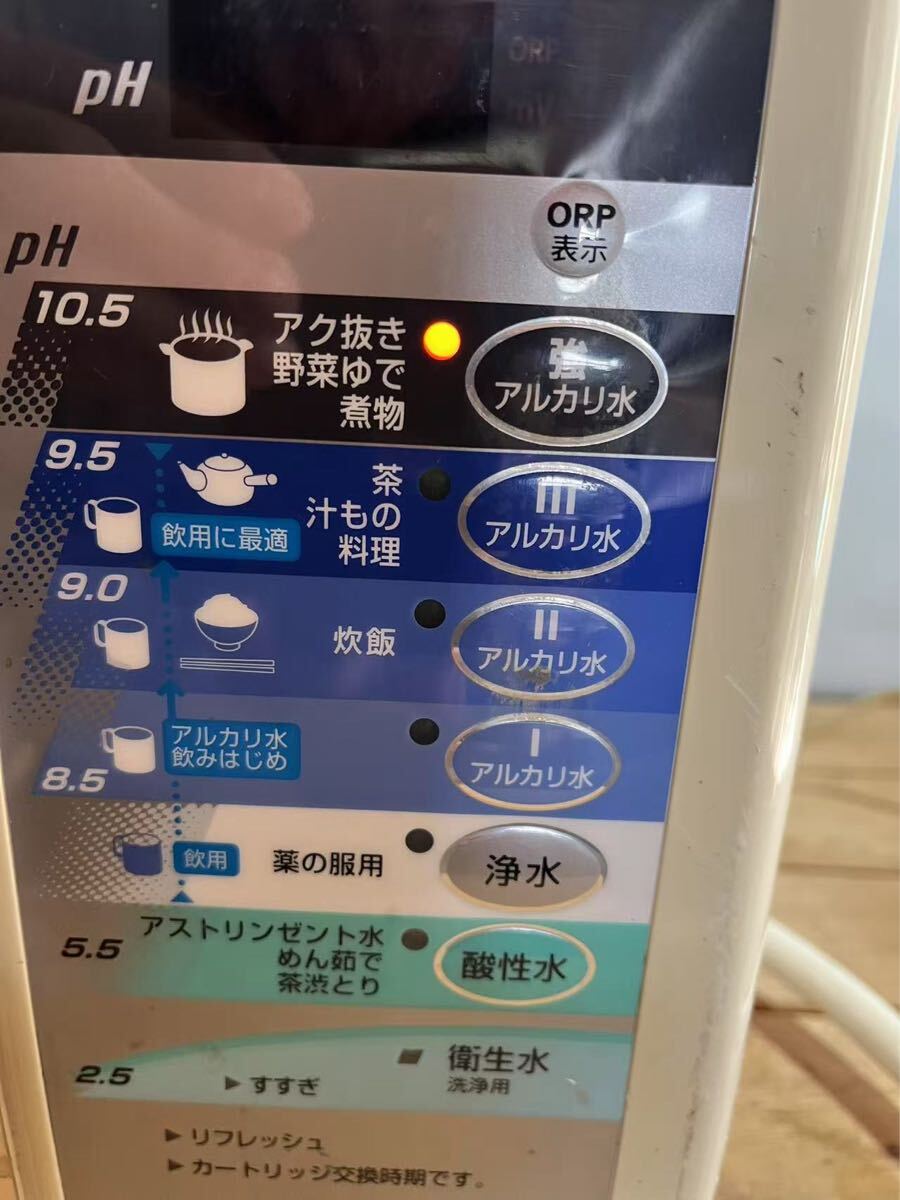 pH
ORP
mV
ORP
表示
pH
10.5
アク抜き
野菜ゆで
煮物
強
アルカリ水
9.5
茶
汁もの
料理
飲用に最適
III
アルカリ水
9.0
炊飯
II
アルカリ水
アルカリ水
飲みはじめ
8.5
I
アルカリ水
飲用
薬の服用
浄水
5.5
アストリンゼント水
めん茹で
茶渋とり
酸性水
2.5
▶すすぎ
衛生水
洗浄用
▶リフレッシュ
▶カートリッジ交換時期です。